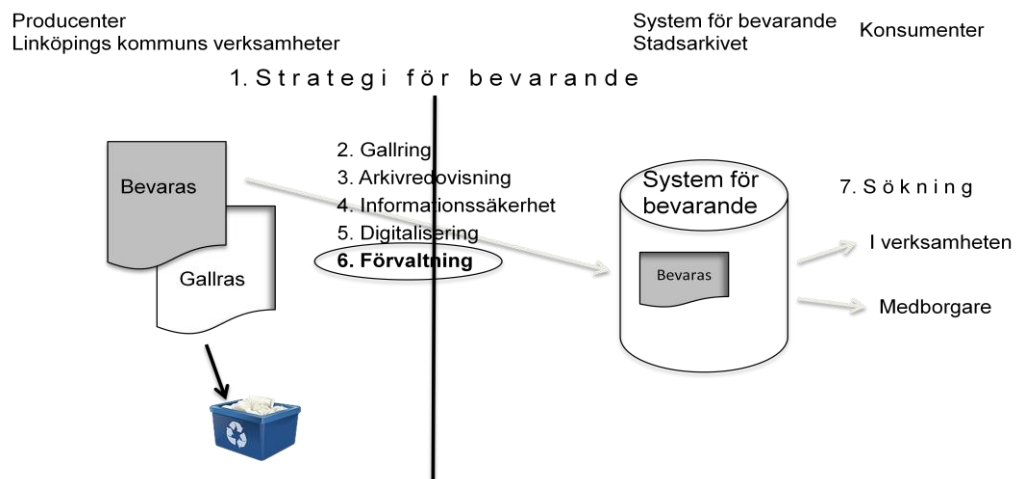 Producenter
Linköpings kommuns verksamheter
System för bevarande
Stadsarkivet
Konsumenter
1. Strategi för bevarande
2. Gallring
3. Arkivredovisning
4. Informationssäkerhet
5. Digitalisering
6. Förvaltning
Bevaras
Gallras
System för
bevarande
Bevaras
7. Sökning
I verksamheten
Medborgare